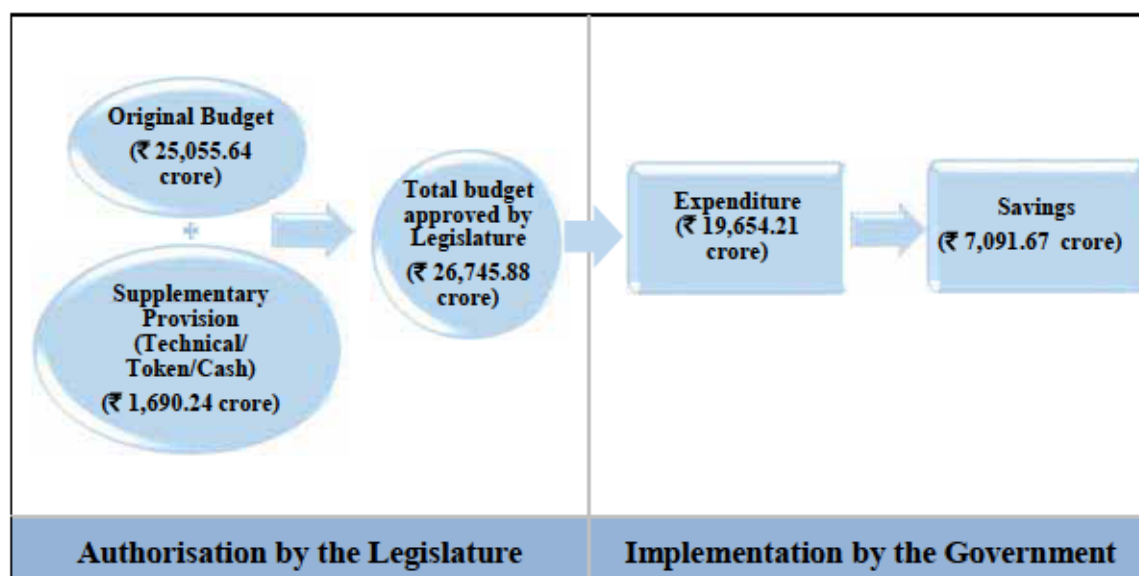 Original Budget
(₹ 25,055.64
crore)
+
Supplementary
Provision
(Technical/
Token/Cash)
(₹ 1,690.24 crore)
Total budget
approved by
Legislature
(₹ 26,745.88
crore)
Expenditure
(₹ 19,654.21
crore)
Savings
(₹ 7,091.67 crore)
Authorisation by the Legislature
Implementation by the Government